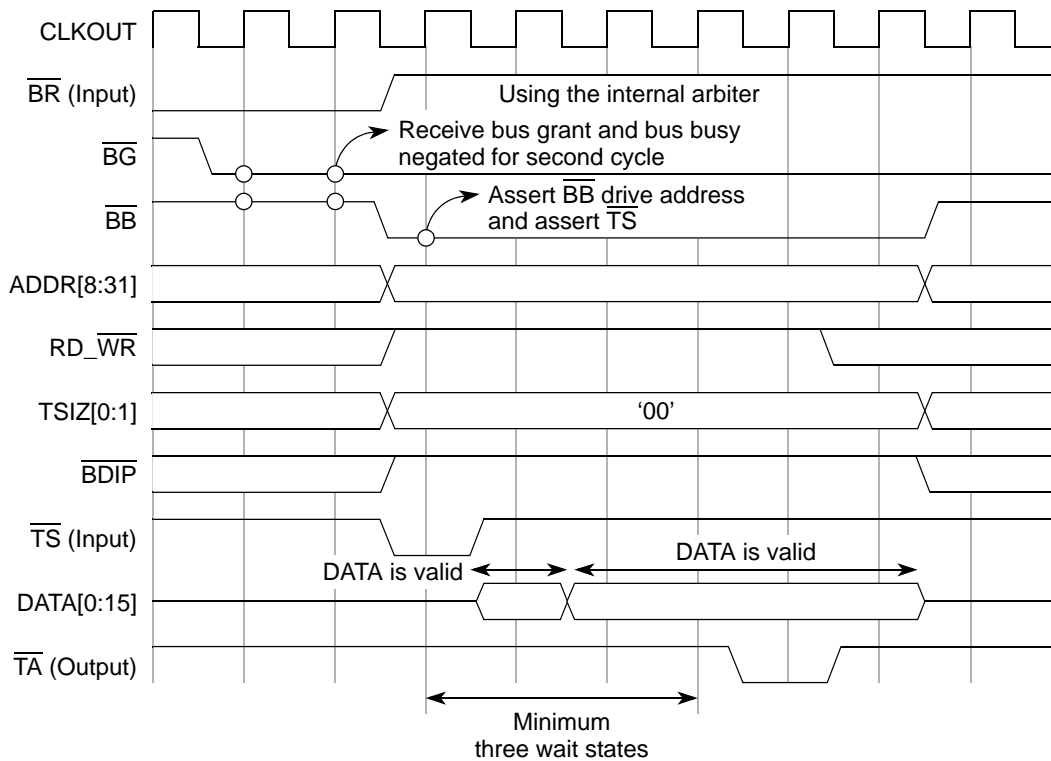 CLKOUT
BR (Input)
Using the internal arbiter
Receive bus grant and bus busy
negated for second cycle
BG
Assert BB drive address
and assert TS
BB
ADDR[8:31]
RD_WR
TSIZ[0:1]
‘00’
BDIP
TS (Input)
DATA is valid
DATA is valid
DATA[0:15]
TA (Output)
Minimum
three wait states